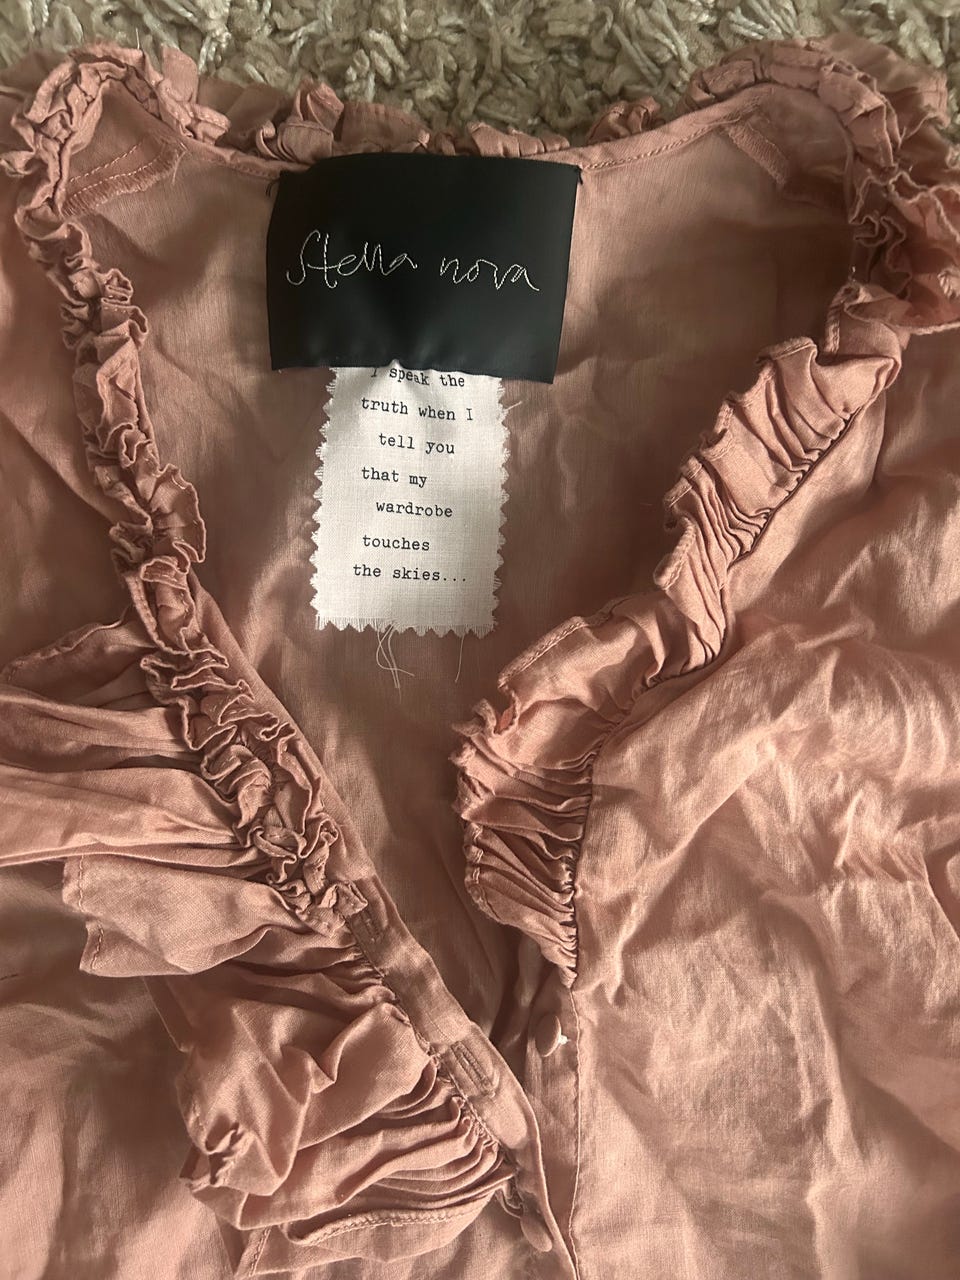 Stella nova
I speak the
truth when I
tell you
that my
wardrobe
touches
the skies...